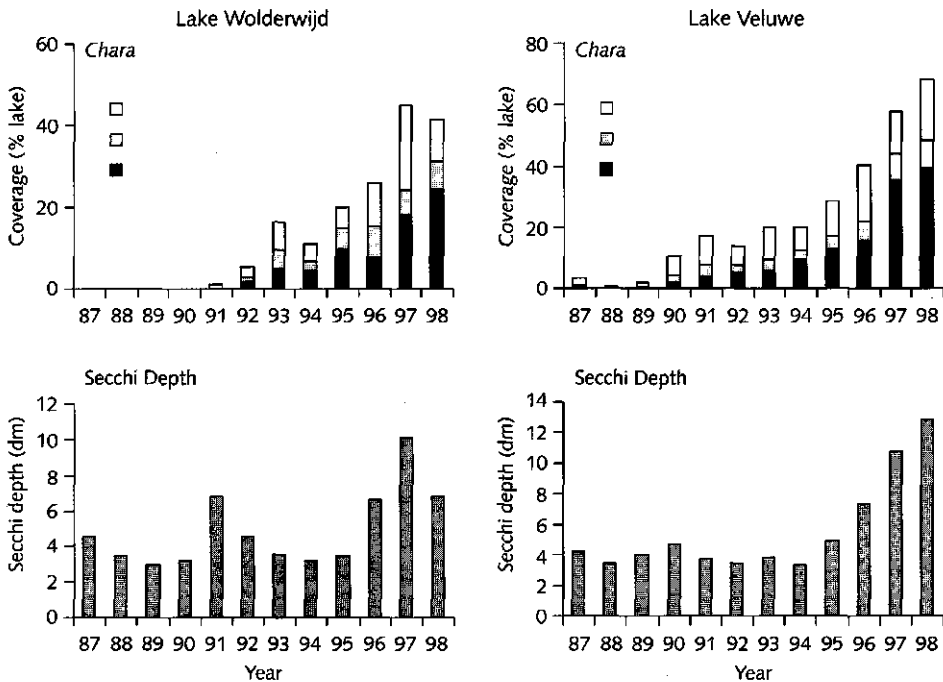 Lake Wolderwijd
Chara
Coverage (% lake)
60
40
20
0
87 88 89 90 91 92 93 94 95 96 97 98
Lake Veluwe
Chara
Coverage (% lake)
80
60
40
20
0
87 88 89 90 91 92 93 94 95 96 97 98
Secchi Depth
Secchi depth (dm)
12
10
8
6
4
2
0
87 88 89 90 91 92 93 94 95 96 97 98
Year
Secchi Depth
Secchi depth (dm)
14
12
10
8
6
4
2
0
87 88 89 90 91 92 93 94 95 96 97 98
Year